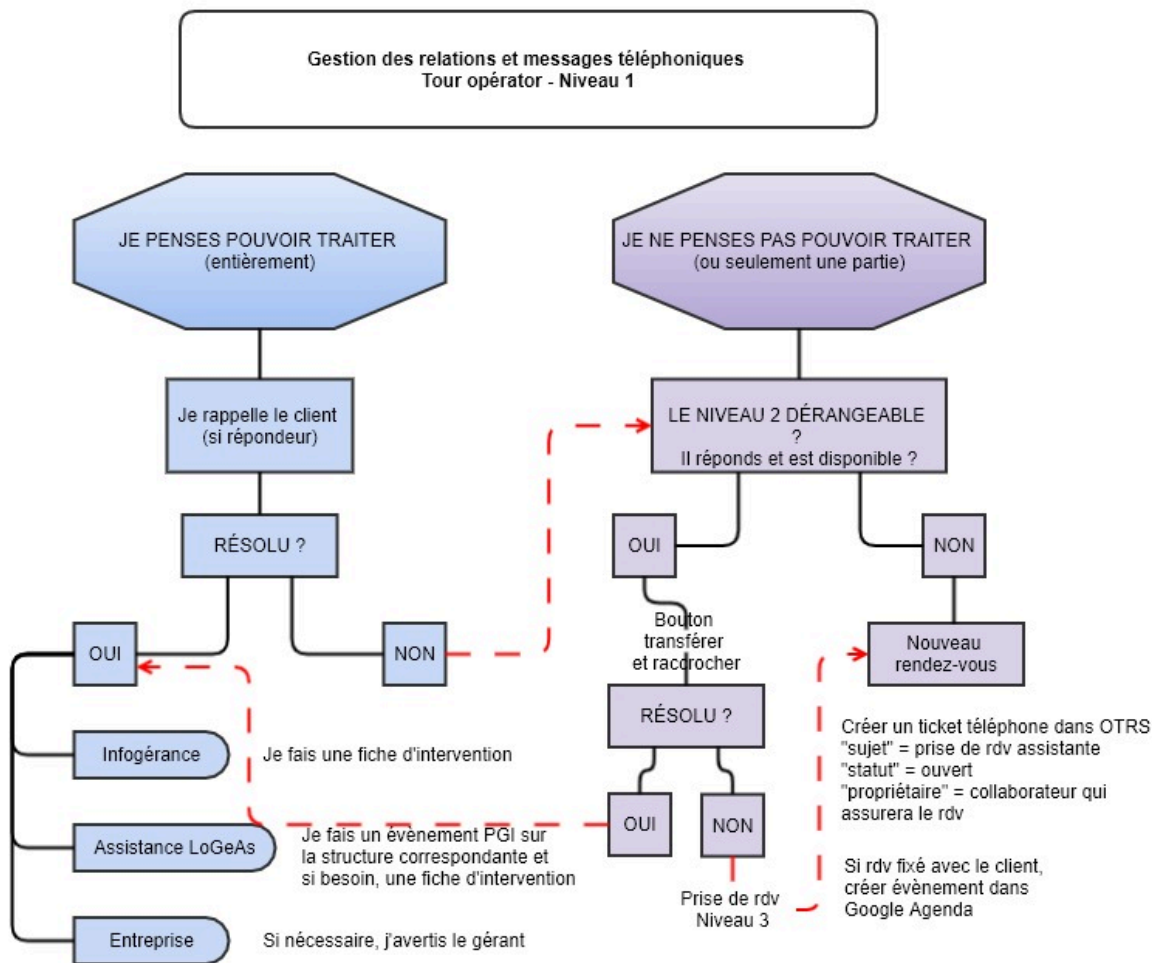 Gestion des relations et messages téléphoniques
Tour opérator - Niveau 1
JE PENSES POUVOIR TRAITER
(entièrement)
JE NE PENSES PAS POUVOIR TRAITER
(ou seulement une partie)
Je rappelle le client
(si répondeur)
LE NIVEAU 2 DÉRANGEABLE
?
Il réponds et est disponible ?
RÉSOLU ?
OUI
NON
OUI
NON
Bouton
transférer
et raccrocher
Nouveau
rendez-vous
RÉSOLU ?
Infogérance
Je fais une fiche d'intervention
Créer un ticket téléphone dans OTRS
"sujet" = prise de rdv assistante
"statut" = ouvert
"propriétaire" = collaborateur qui
assurera le rdv
OUI
NON
Assistance LoGeAs
Je fais un évènement PGI sur
la structure correspondante et
si besoin, une fiche d'intervention
Prise de rdv
Niveau 3
Si rdv fixé avec le client,
créer évènement dans
Google Agenda
Entreprise
Si nécessaire, j'avertis le gérant